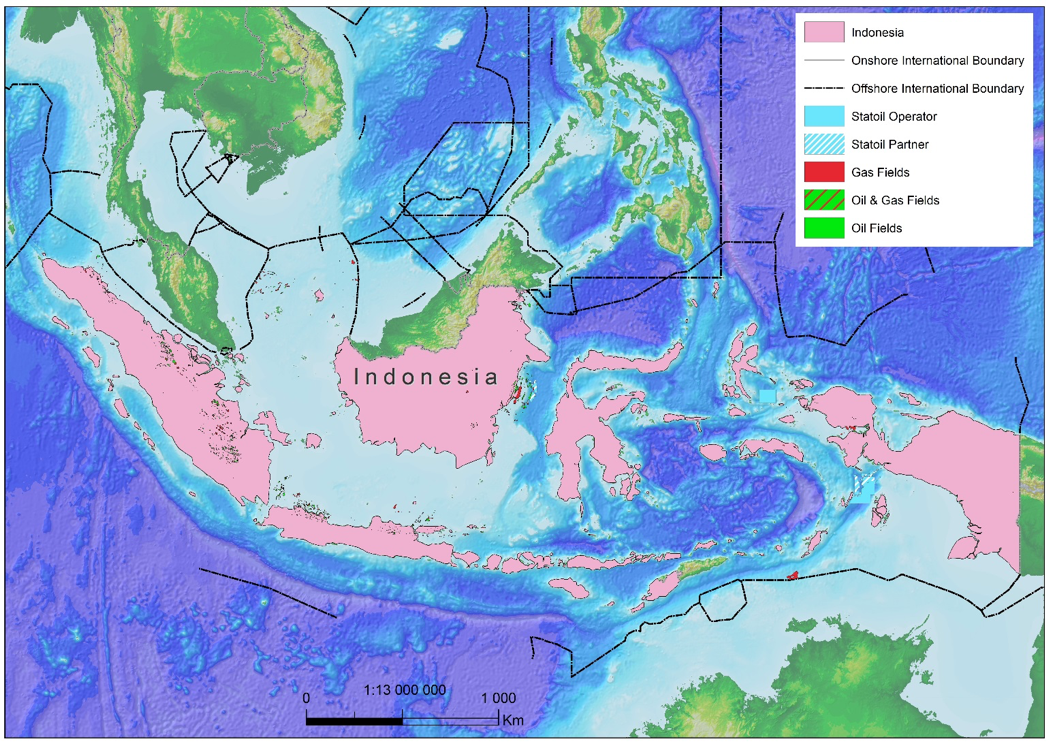 Indonesia
Onshore International Boundary
Offshore International Boundary
Statoil Operator
Statoil Partner
Gas Fields
Oil & Gas Fields
Oil Fields
Indonesia
1:13 000 000
0 1 000
Km